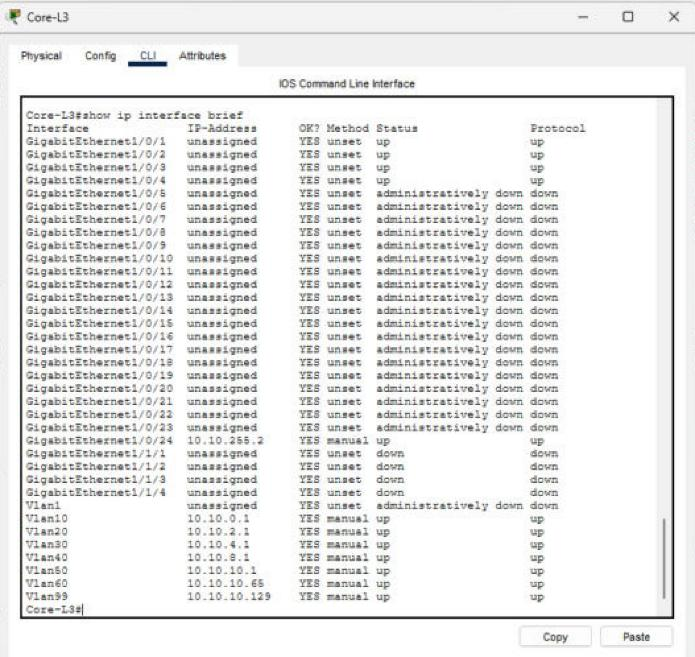 Core-L3
Physical Config CLI Attributes
IOS Command Line Interface
Core-L3#show ip interface brief
Interface IP-Address OK? Method Status Protocol
GigabitEthernet1/0/1 unassigned YES unset up up
GigabitEthernet1/0/2 unassigned YES unset up up
GigabitEthernet1/0/3 unassigned YES unset up up
GigabitEthernet1/0/4 unassigned YES unset up up
GigabitEthernet1/0/5 unassigned YES unset administratively down down
GigabitEthernet1/0/6 unassigned YES unset administratively down down
GigabitEthernet1/0/7 unassigned YES unset administratively down down
GigabitEthernet1/0/8 unassigned YES unset administratively down down
GigabitEthernet1/0/9 unassigned YES unset administratively down down
GigabitEthernet1/0/10 unassigned YES unset administratively down down
GigabitEthernet1/0/11 unassigned YES unset administratively down down
GigabitEthernet1/0/12 unassigned YES unset administratively down down
GigabitEthernet1/0/13 unassigned YES unset administratively down down
GigabitEthernet1/0/14 unassigned YES unset administratively down down
GigabitEthernet1/0/15 unassigned YES unset administratively down down
GigabitEthernet1/0/16 unassigned YES unset administratively down down
GigabitEthernet1/0/17 unassigned YES unset administratively down down
GigabitEthernet1/0/18 unassigned YES unset administratively down down
GigabitEthernet1/0/19 unassigned YES unset administratively down down
GigabitEthernet1/0/20 unassigned YES unset administratively down down
GigabitEthernet1/0/21 unassigned YES unset administratively down down
GigabitEthernet1/0/22 unassigned YES unset administratively down down
GigabitEthernet1/0/23 unassigned YES unset administratively down down
GigabitEthernet1/0/24 10.10.255.2 YES manual up up
GigabitEthernet1/1/1 unassigned YES unset down down
GigabitEthernet1/1/2 unassigned YES unset down down
GigabitEthernet1/1/3 unassigned YES unset down down
GigabitEthernet1/1/4 unassigned YES unset down down
Vlan1 unassigned YES unset administratively down down
Vlan10 10.10.0.1 YES manual up up
Vlan20 10.10.2.1 YES manual up up
Vlan30 10.10.4.1 YES manual up up
Vlan40 10.10.8.1 YES manual up up
Vlan50 10.10.10.1 YES manual up up
Vlan60 10.10.10.65 YES manual up up
Vlan99 10.10.10.129 YES manual up up
Core-L3#
Copy Paste